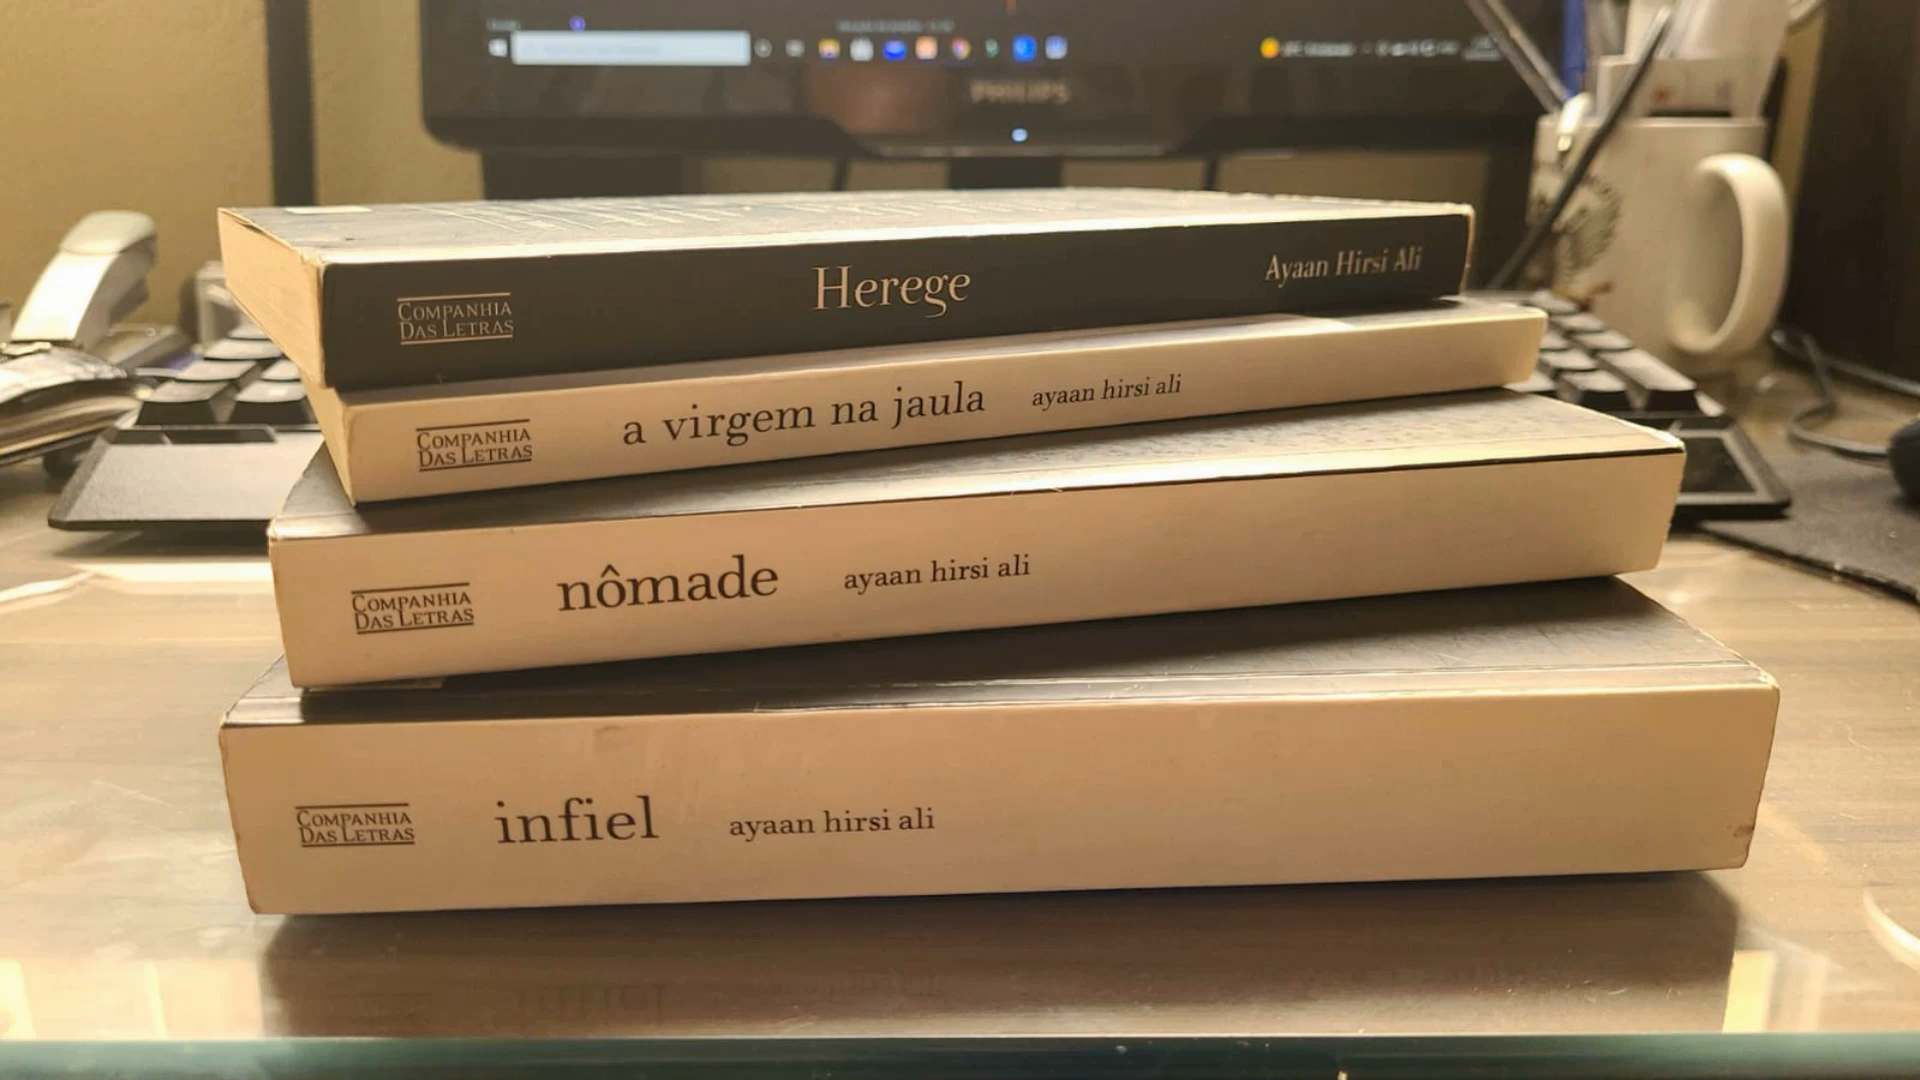 PHILIPS
Herege
Ayaan Hirsi Ali
COMPANHIA
DAS LETRAS
a virgem na jaula ayaan hirsi ali
COMPANHIA
DAS LETRAS
nômade ayaan hirsi ali
COMPANHIA
DAS LETRAS
infiel ayaan hirsi ali
COMPANHIA
DAS LETRAS